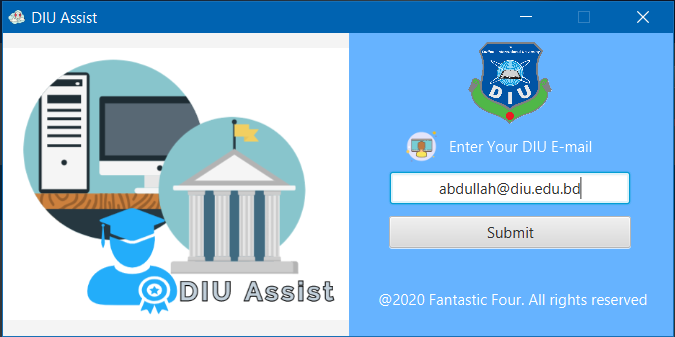 DIU Assist
DIU
Enter Your DIU E-mail
abdullah@diu.edu.bd
Submit
DIU Assist
@2020 Fantastic Four. All rights reserved